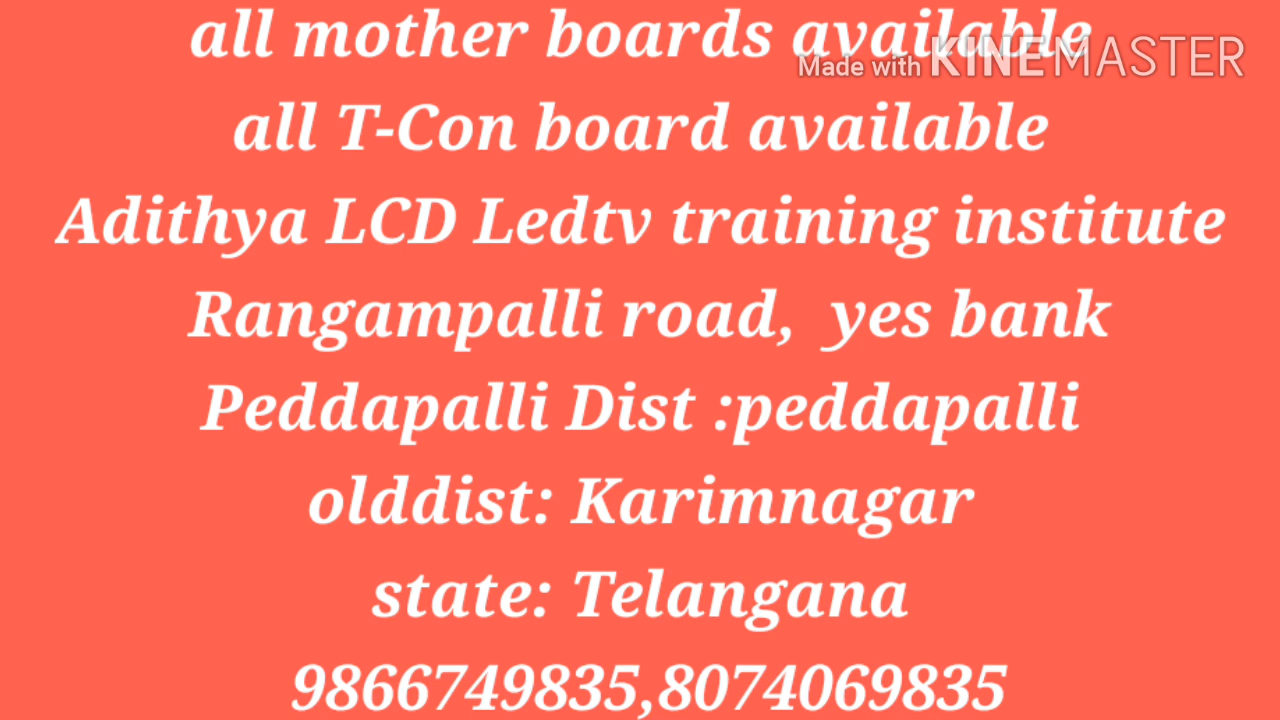 all mother boards available
Made with KINEMASTER
all T-Con board available
Adithya LCD Ledtv training institute
Rangampalli road, yes bank
Peddapalli Dist :peddapalli
olddist: Karimnagar
state: Telangana
9866749835,8074069835